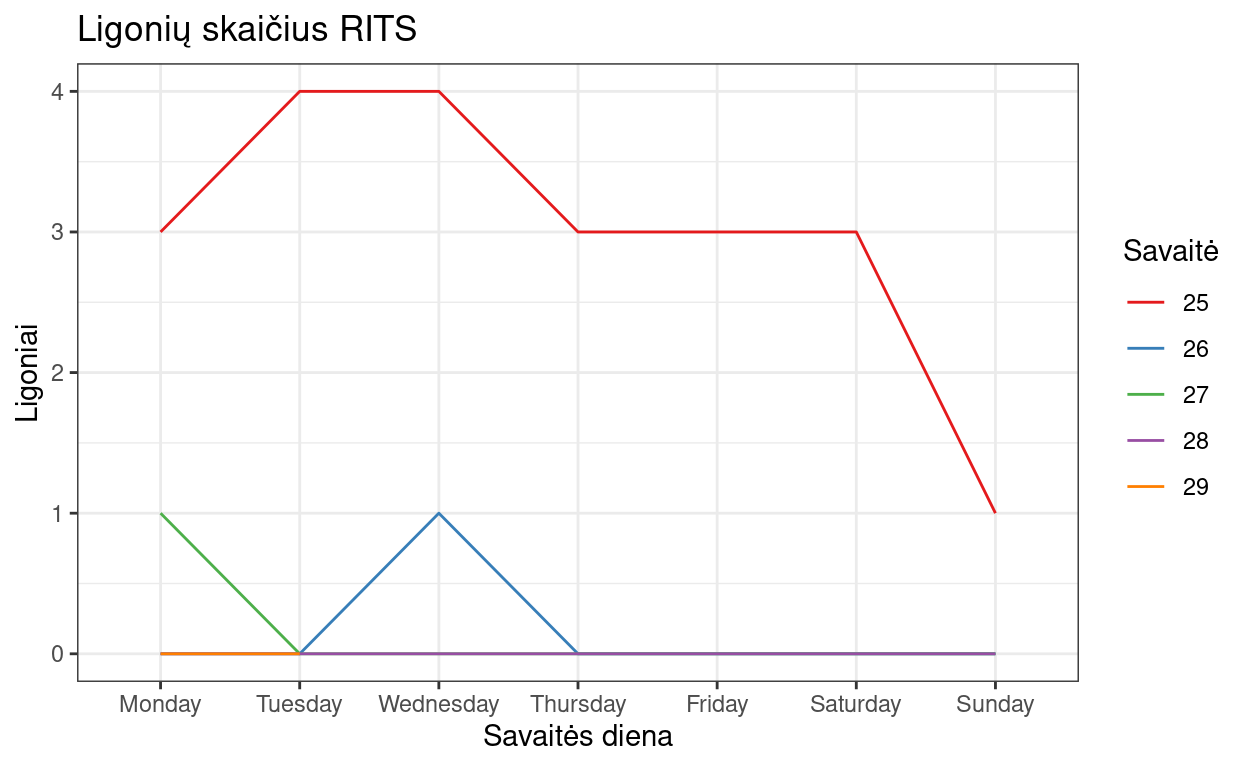 Ligonių skaičius RITS
4
3
2
1
0
Ligoniai
Monday Tuesday Wednesday Thursday Friday Saturday Sunday
Savaitės diena
Savaitė
25
26
27
28
29